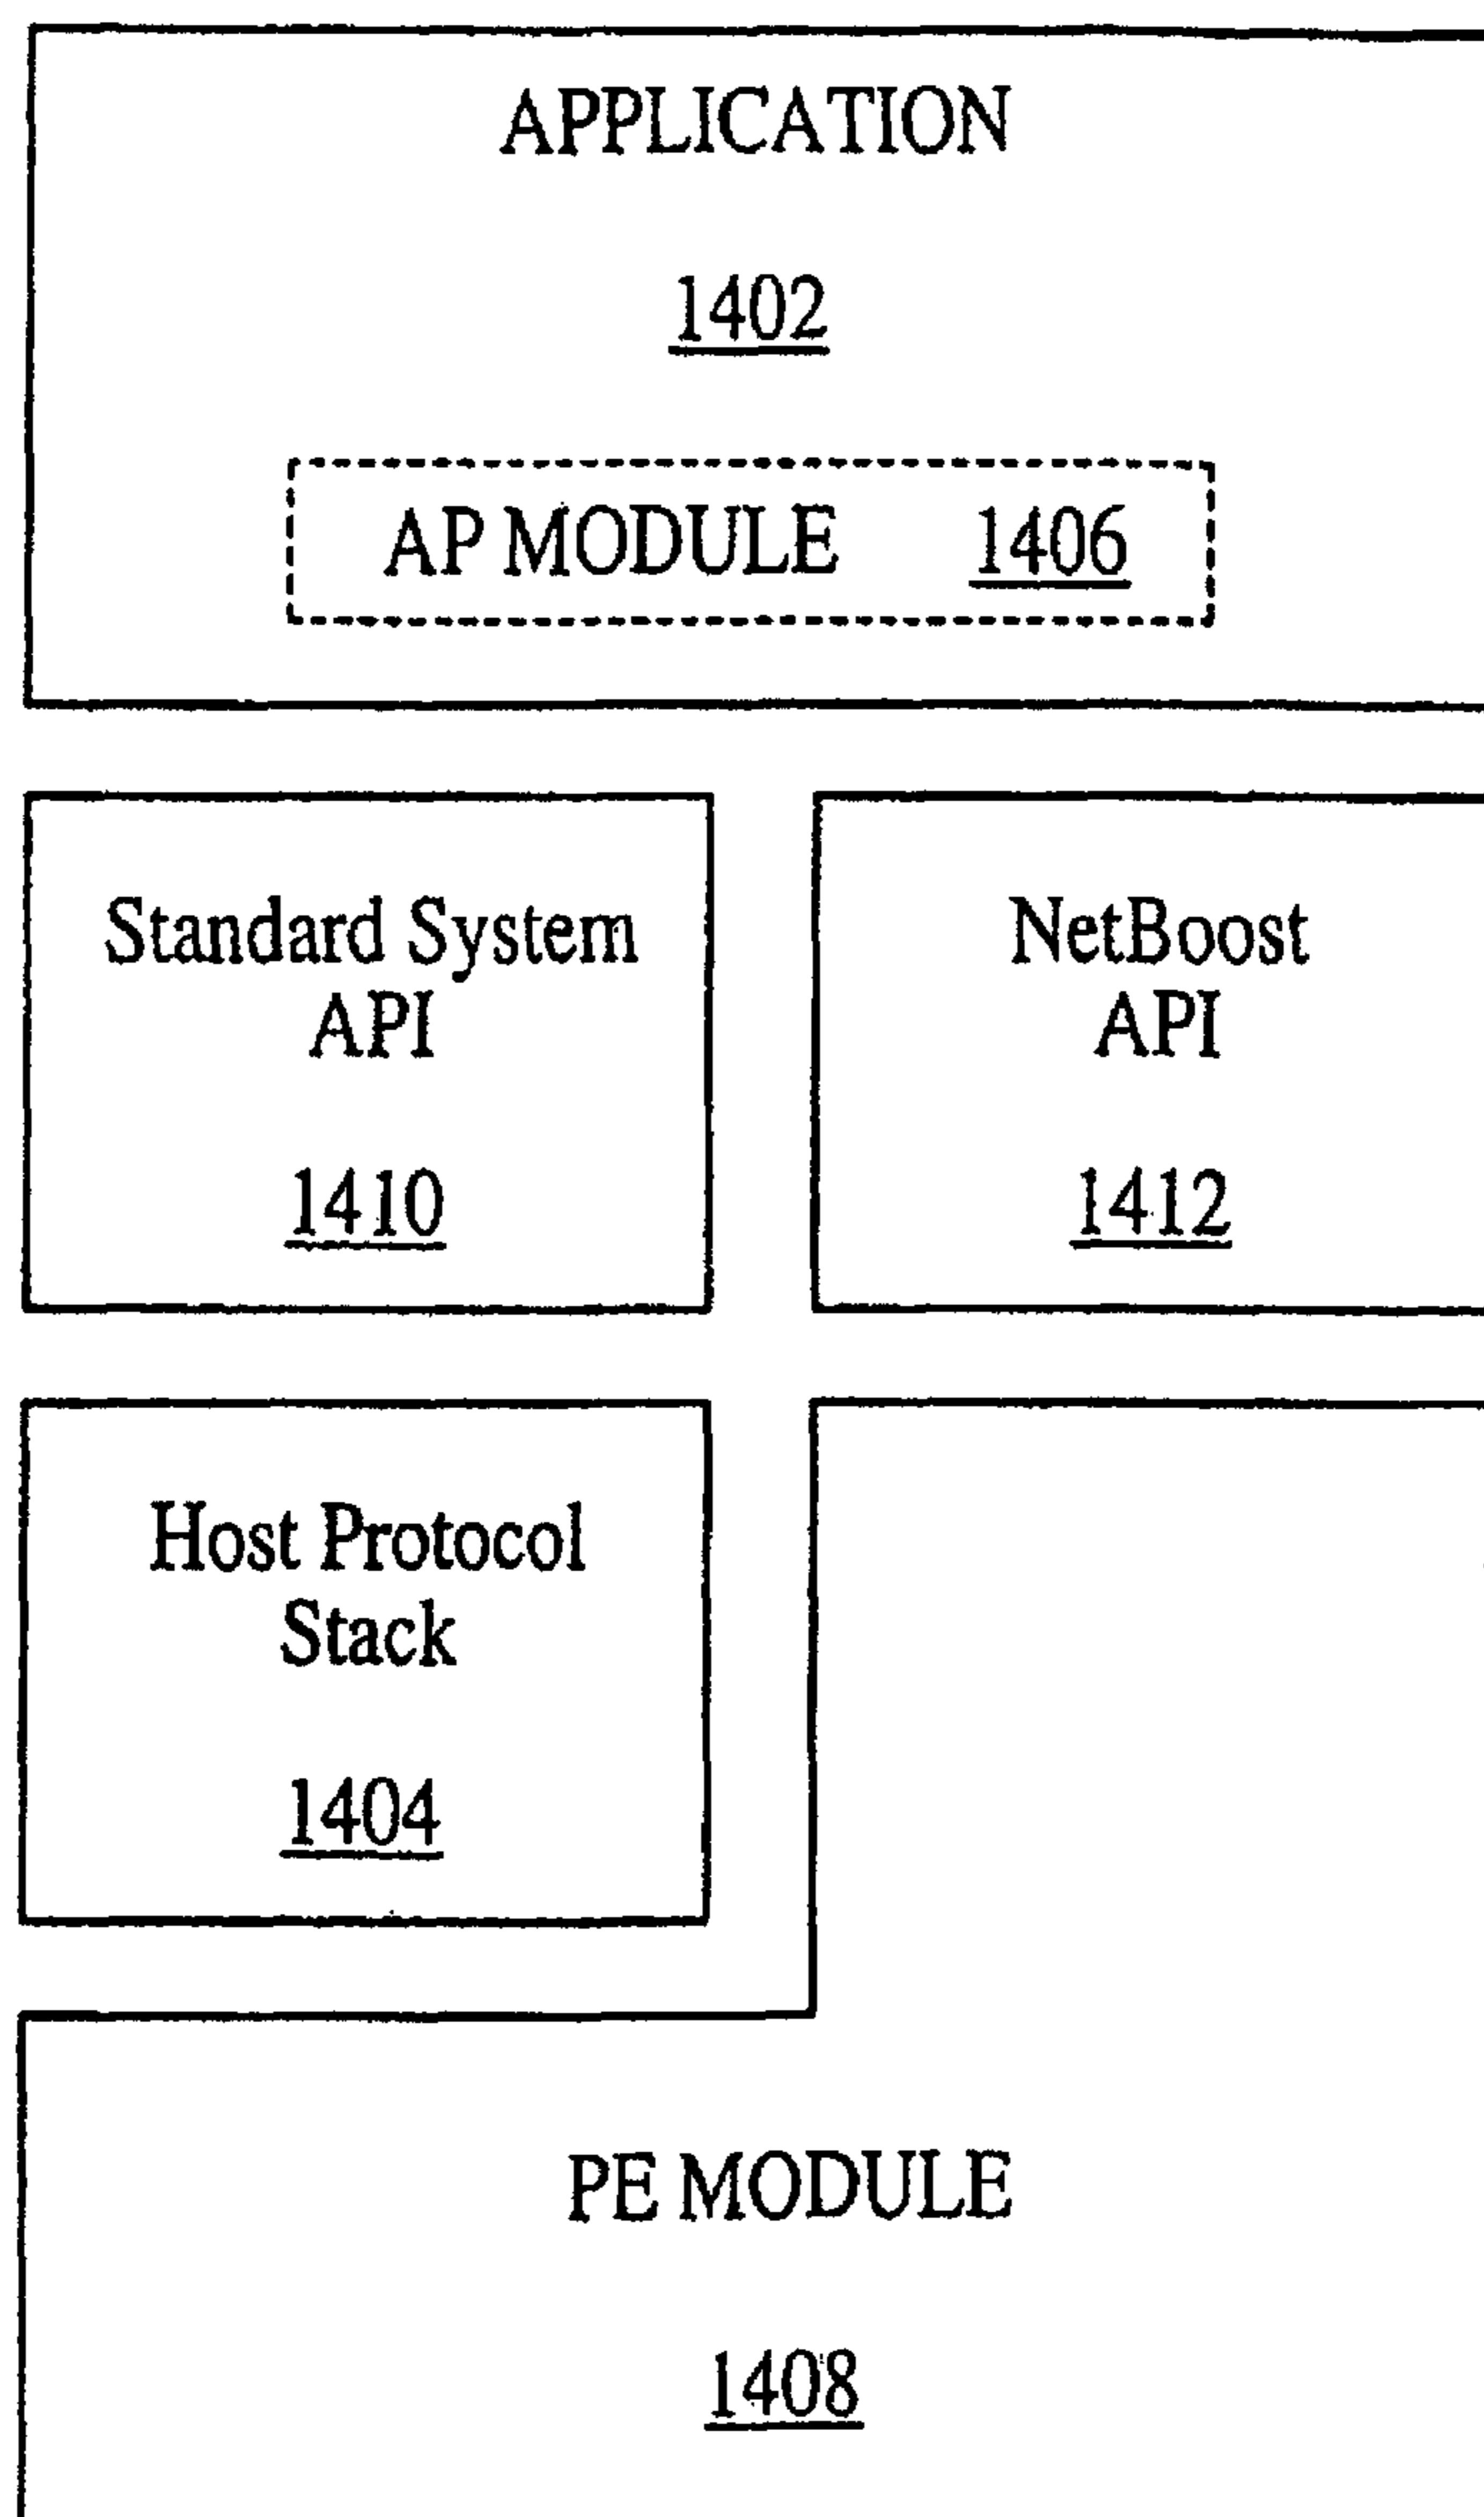 APPLICATION
1402
AP MODULE 1406
Standard System
API
1410
NetBoost
API
1412
Host Protocol
Stack
1404
PE MODULE
1408